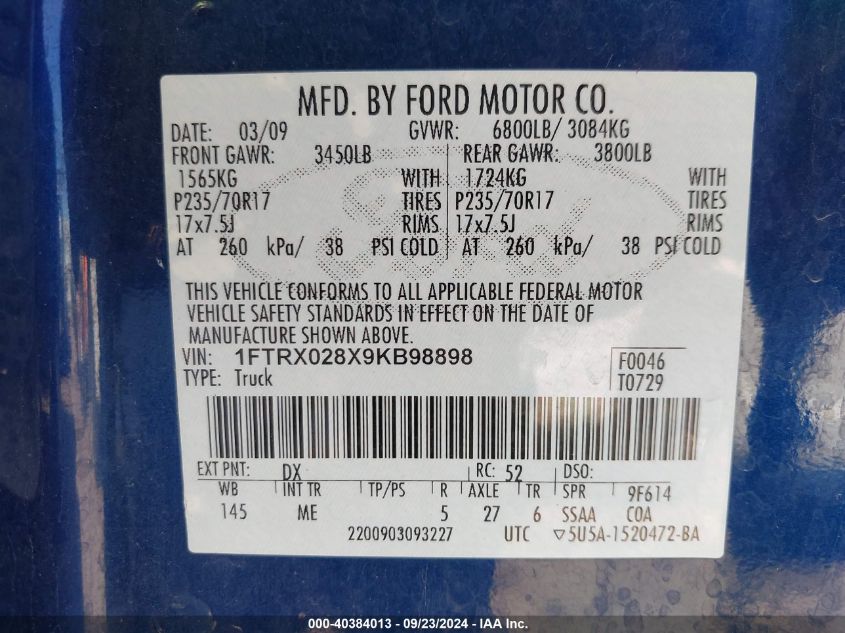 MFD. BY FORD MOTOR CO.
DATE: 03/09 GVWR: 6800LB/ 3084KG
FRONT GAWR: 3450LB REAR GAWR: 3800LB
1565KG WITH 1724KG WITH
P235/70R17 TIRES P235/70R17 TIRES
17x7.5J RIMS 17x7.5J RIMS
AT 260 kPa/ 38 PSI COLD AT 260 kPa/ 38 PSI COLD
THIS VEHICLE CONFORMS TO ALL APPLICABLE FEDERAL MOTOR
VEHICLE SAFETY STANDARDS IN EFFECT ON THE DATE OF
MANUFACTURE SHOWN ABOVE.
VIN: 1FTRX028X9KB98898 F0046
TYPE: Truck T0729
EXT PNT: DX RC: 52 DSO:
WB INT TR TP/PS R AXLE TR SPR 9F614
145 ME 5 27 6 SSAA COA
2200903093227 UTC ▽5U5A-1520472-BA
000-40384013 - 09/23/2024 - IAAI.com